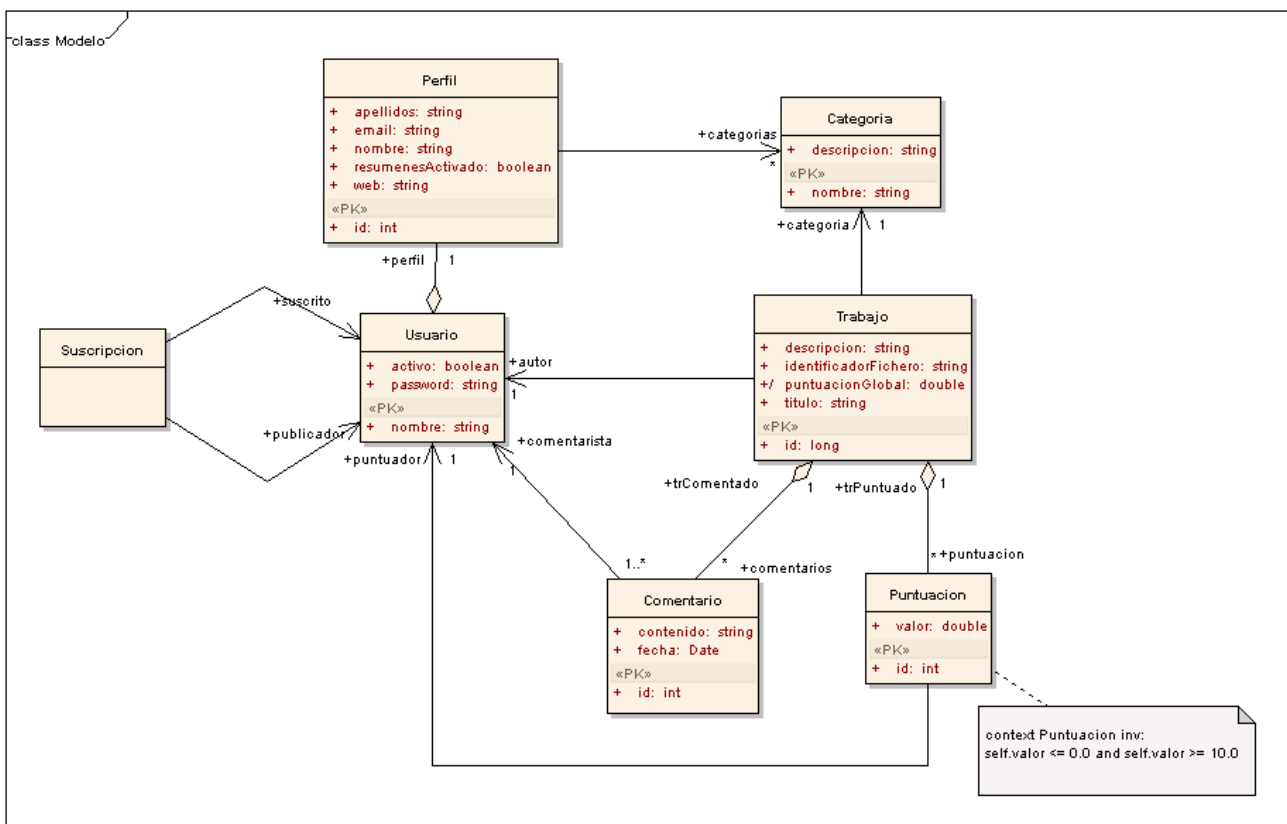 class Modelo
Perfil
+ apellidos: string
+ email: string
+ nombre: string
+ resumenesActivado: boolean
+ web: string
«PK»
+ id: int
+categorias
*
Categoria
+ descripcion: string
«PK»
+ nombre: string
+categoria
1
+perfil
1
Suscripcion
+suscrito
+publicador
Usuario
+ activo: boolean
+ password: string
«PK»
+ nombre: string
+autor
1
Trabajo
+ descripcion: string
+ identificadorFichero: string
+/ puntuacionGlobal: double
+ titulo: string
«PK»
+ id: long
+puntuador
1
+comentarista
1
+trComentado
1
+trPuntuado
1
1..*
*
+comentarios
*
+puntuacion
Comentario
+ contenido: string
+ fecha: Date
«PK»
+ id: int
Puntuacion
+ valor: double
«PK»
+ id: int
context Puntuacion inv:
self.valor <= 0.0 and self.valor >= 10.0